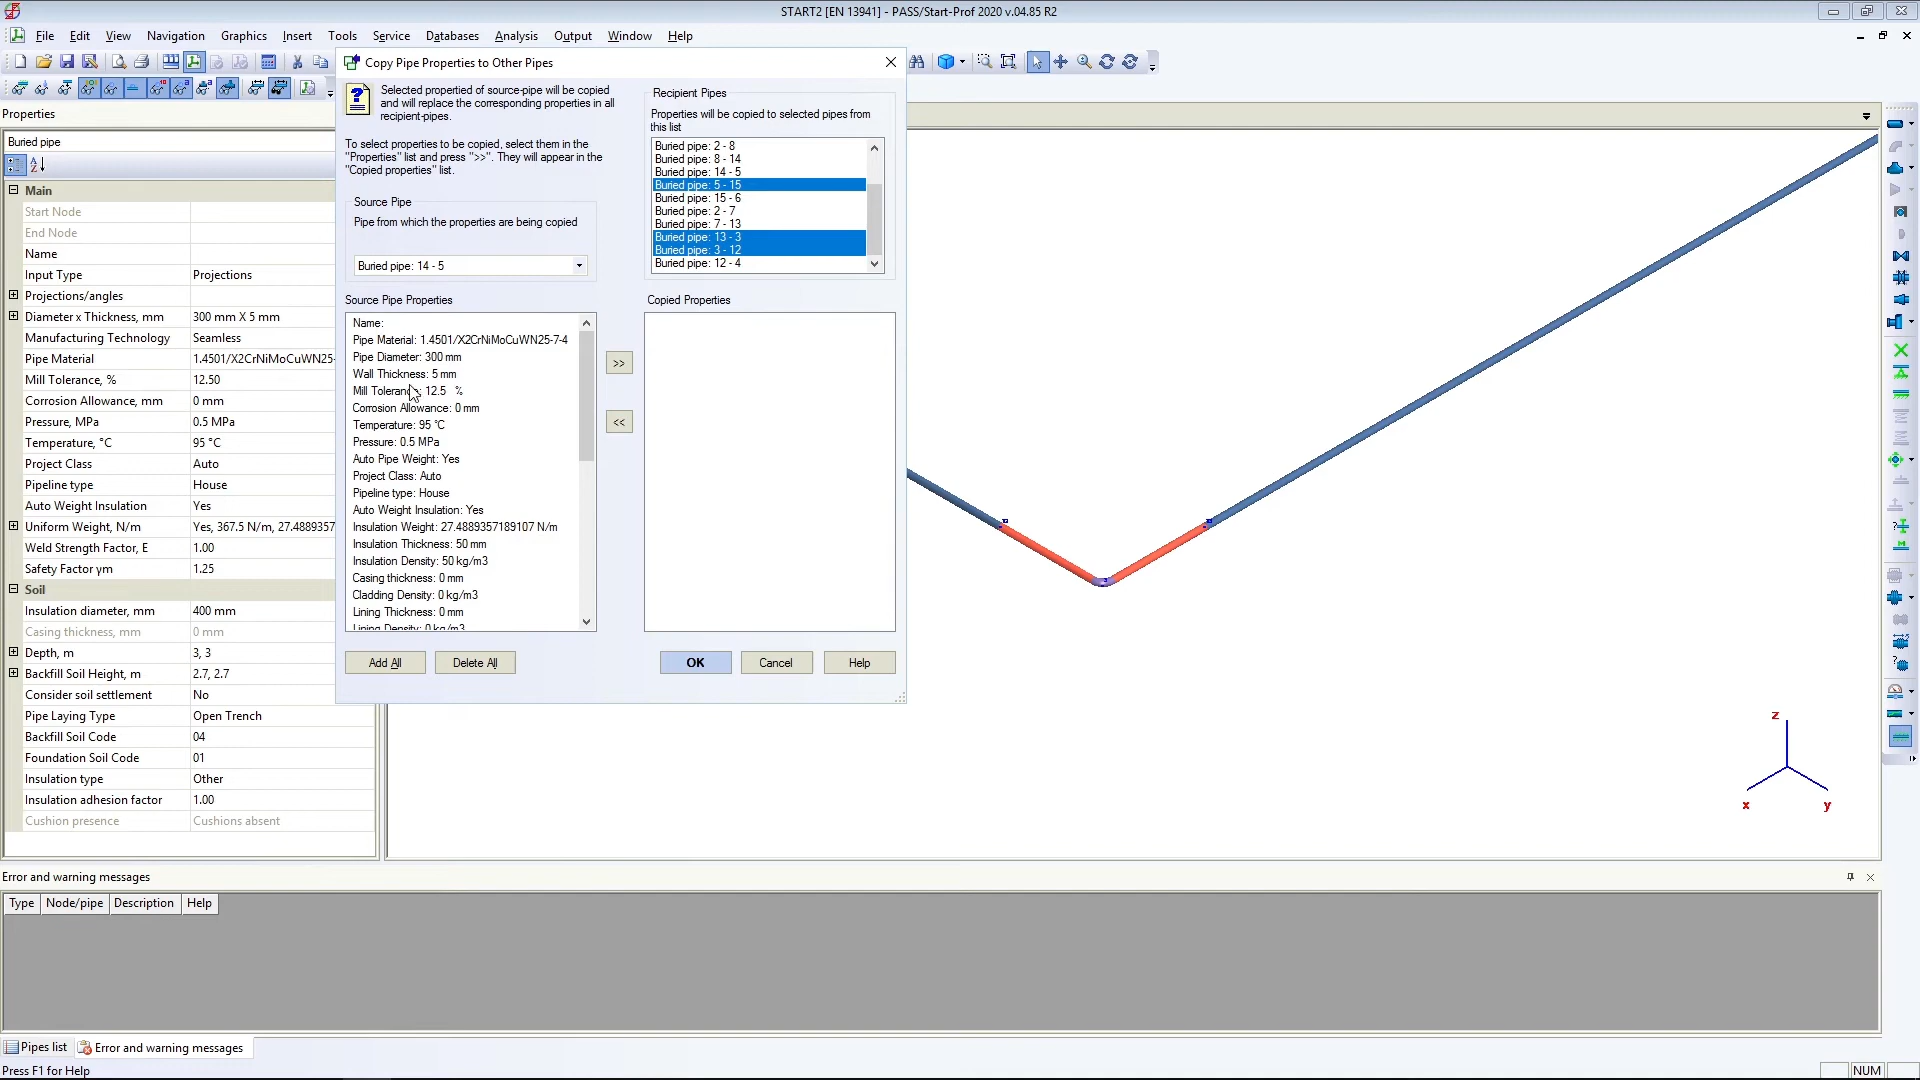 START2 [EN 13941] - PASS/Start-Prof 2020 v.04.85 R2
File Edit View Navigation Graphics Insert Tools Service Databases Analysis Output Window Help
Properties
Buried pipe
Main
Start Node
End Node
Name
Input Type Projections
Projections/angles
Diameter x Thickness, mm 300 mm X 5 mm
Manufacturing Technology Seamless
Pipe Material 1.4501/X2CrNiMoCuWN25-
Mill Tolerance, % 12.50
Corrosion Allowance, mm 0 mm
Pressure, MPa 0.5 MPa
Temperature, °C 95 °C
Project Class Auto
Pipeline type House
Auto Weight Insulation Yes
Uniform Weight, N/m Yes, 367.5 N/m, 27.4889357
Weld Strength Factor, E 1.00
Safety Factor γm 1.25
Soil
Insulation diameter, mm 400 mm
Casing thickness, mm 0 mm
Depth, m 3, 3
Backfill Soil Height, m 2.7, 2.7
Consider soil settlement No
Pipe Laying Type Open Trench
Backfill Soil Code 04
Foundation Soil Code 01
Insulation type Other
Insulation adhesion factor 1.00
Cushion presence Cushions absent
Copy Pipe Properties to Other Pipes
Selected propertied of source-pipe will be copied
and will replace the corresponding properties in all
recipient-pipes.
To select properties to be copied, select them in the
"Properties" list and press ">>". They will appear in the
"Copied properties" list.
Source Pipe
Pipe from which the properties are being copied
Buried pipe: 14 - 5
Recipient Pipes
Properties will be copied to selected pipes from
this list
Buried pipe: 2 - 8
Buried pipe: 8 - 14
Buried pipe: 14 - 5
Buried pipe: 5 - 15
Buried pipe: 15 - 6
Buried pipe: 2 - 7
Buried pipe: 7 - 13
Buried pipe: 13 - 3
Buried pipe: 3 - 12
Buried pipe: 12 - 4
Source Pipe Properties
Name:
Pipe Material: 1.4501/X2CrNiMoCuWN25-7-4
Pipe Diameter: 300 mm
Wall Thickness: 5 mm
Mill Tolerance: 12.5 %
Corrosion Allowance: 0 mm
Temperature: 95 °C
Pressure: 0.5 MPa
Auto Pipe Weight: Yes
Project Class: Auto
Pipeline type: House
Auto Weight Insulation: Yes
Insulation Weight: 27.4889357189107 N/m
Insulation Thickness: 50 mm
Insulation Density: 50 kg/m3
Casing thickness: 0 mm
Cladding Density: 0 kg/m3
Lining Thickness: 0 mm
Lining Density: 0 kg/m3
>>
<<
Copied Properties
Add All Delete All OK Cancel Help
z
x
y
Error and warning messages
Type Node/pipe Description Help
Pipes list Error and warning messages
Press F1 for Help
NUM